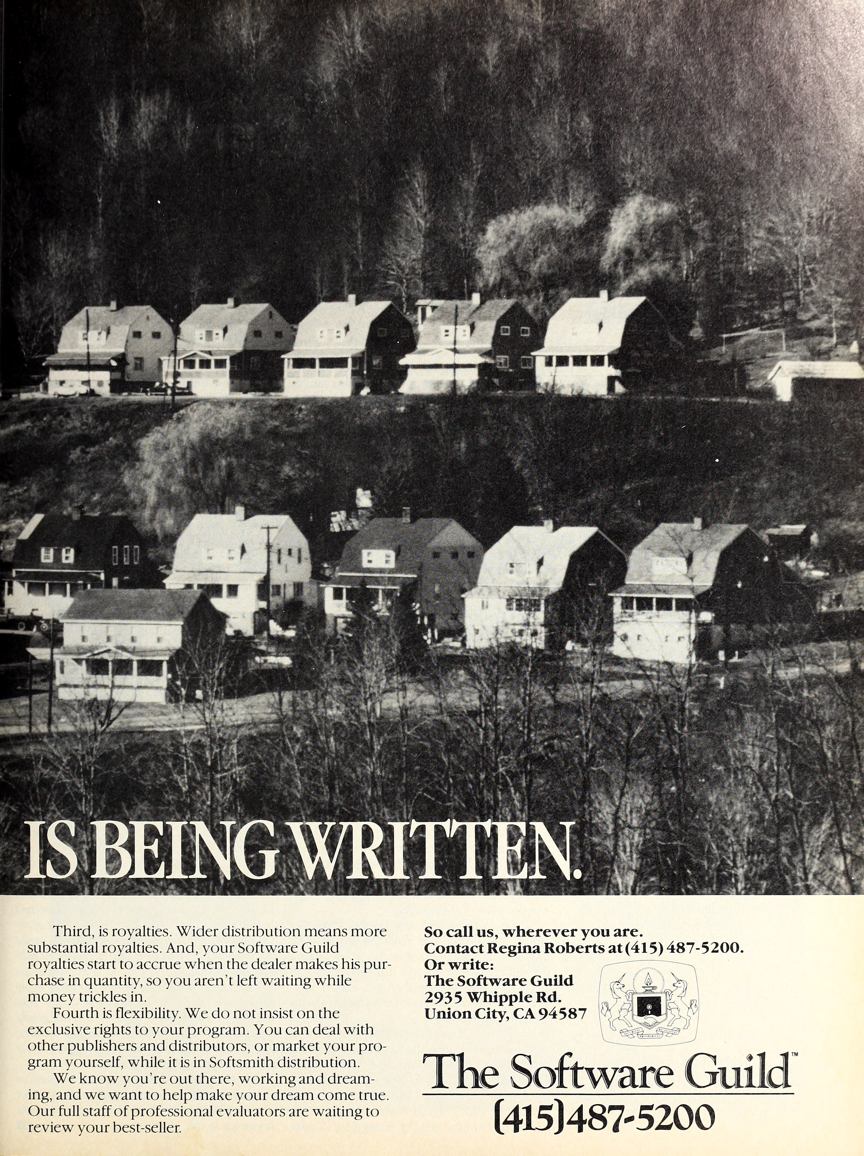 IS BEING WRITTEN.
Third, is royalties. Wider distribution means more
substantial royalties. And, your Software Guild
royalties start to accrue when the dealer makes his pur-
chase in quantity, so you aren't left waiting while
money trickles in.
Fourth is flexibility. We do not insist on the
exclusive rights to your program. You can deal with
other publishers and distributors, or market your pro-
gram yourself, while it is in Softsmith distribution.
We know you're out there, working and dream-
ing, and we want to help make your dream come true.
Our full staff of professional evaluators are waiting to
review your best-seller.
So call us, wherever you are.
Contact Regina Roberts at (415) 487-5200.
Or write:
The Software Guild
2935 Whipple Rd.
Union City, CA 94587
The Software Guild™
(415)487-5200